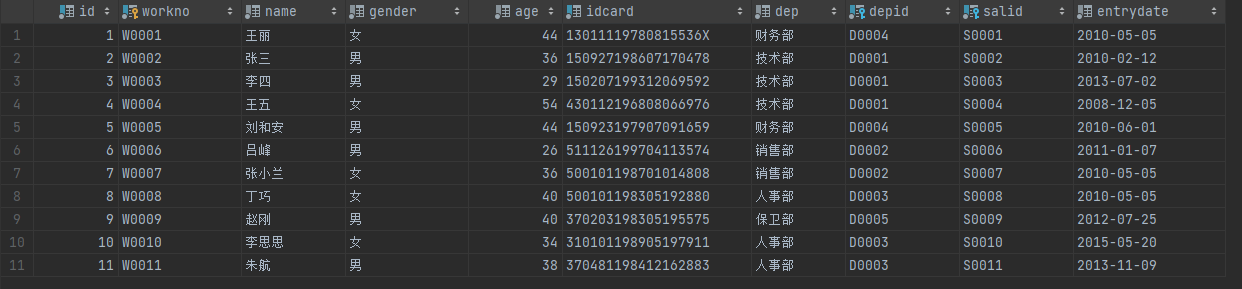 id workno name gender age idcard dep depid salid entrydate
1 1 W0001 王丽 女 44 13011119780815536X 财务部 D0004 S0001 2010-05-05
2 2 W0002 张三 男 36 150927198607170478 技术部 D0001 S0002 2010-02-12
3 3 W0003 李四 男 29 150207199312069592 技术部 D0001 S0003 2013-07-02
4 4 W0004 王五 女 54 430112196808066976 技术部 D0001 S0004 2008-12-05
5 5 W0005 刘和安 男 44 150923197907091659 财务部 D0004 S0005 2010-06-01
6 6 W0006 吕峰 男 26 511126199704113574 销售部 D0002 S0006 2011-01-07
7 7 W0007 张小兰 女 36 500101198701014808 销售部 D0002 S0007 2010-05-05
8 8 W0008 丁巧 女 40 500101198305192880 人事部 D0003 S0008 2010-05-05
9 9 W0009 赵刚 男 40 370203198305195575 保卫部 D0005 S0009 2012-07-25
10 10 W0010 李思思 女 34 310101198905197911 人事部 D0003 S0010 2015-05-20
11 11 W0011 朱航 男 38 370481198412162883 人事部 D0003 S0011 2013-11-09